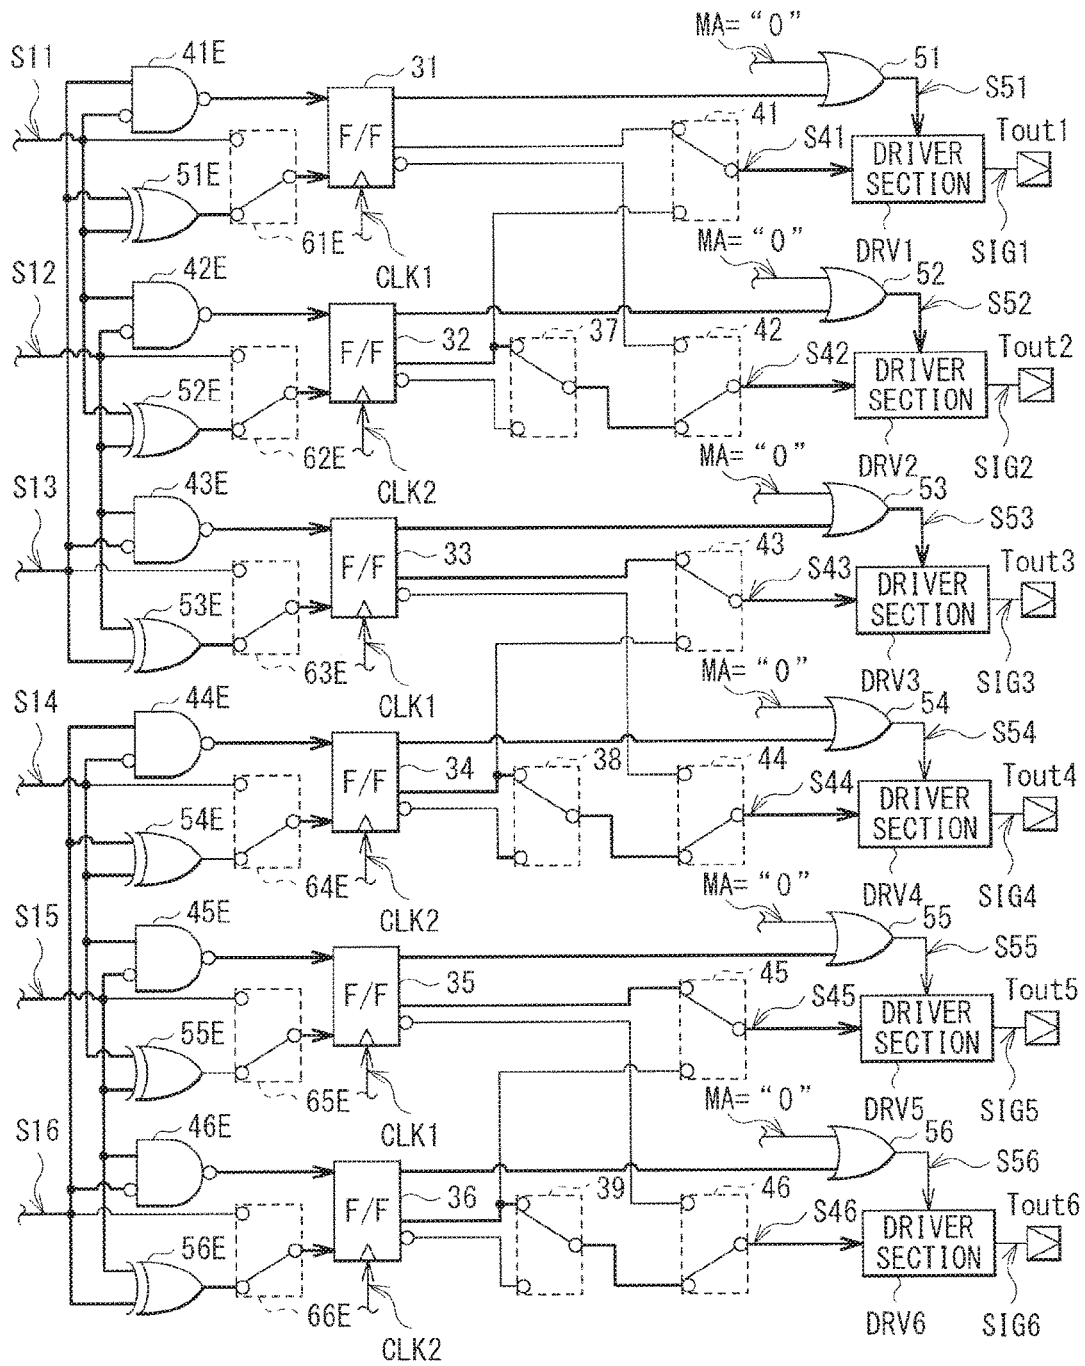 MA= “0”
S11 41E 31 51 S51
F/F 41 S41 Tout1
51E DRIVER SECTION
61E CLK1 MA= “0” DRV1 SIG1
S12 42E 52 S52
F/F 32 37 42 S42 Tout2
52E DRIVER SECTION
62E CLK2 MA= “0” DRV2 SIG2
S13 43E 53 S53
F/F 33 43 S43 Tout3
53E DRIVER SECTION
63E CLK1 MA= “0” DRV3 SIG3
S14 44E 54 S54
F/F 34 38 44 S44 Tout4
54E DRIVER SECTION
64E CLK2 MA= “0” DRV4 SIG4
S15 45E 55 S55
F/F 35 45 S45 Tout5
55E DRIVER SECTION
65E CLK1 MA= “0” DRV5 SIG5
S16 46E 56 S56
F/F 36 39 46 S46 Tout6
56E DRIVER SECTION
66E CLK2 DRV6 SIG6